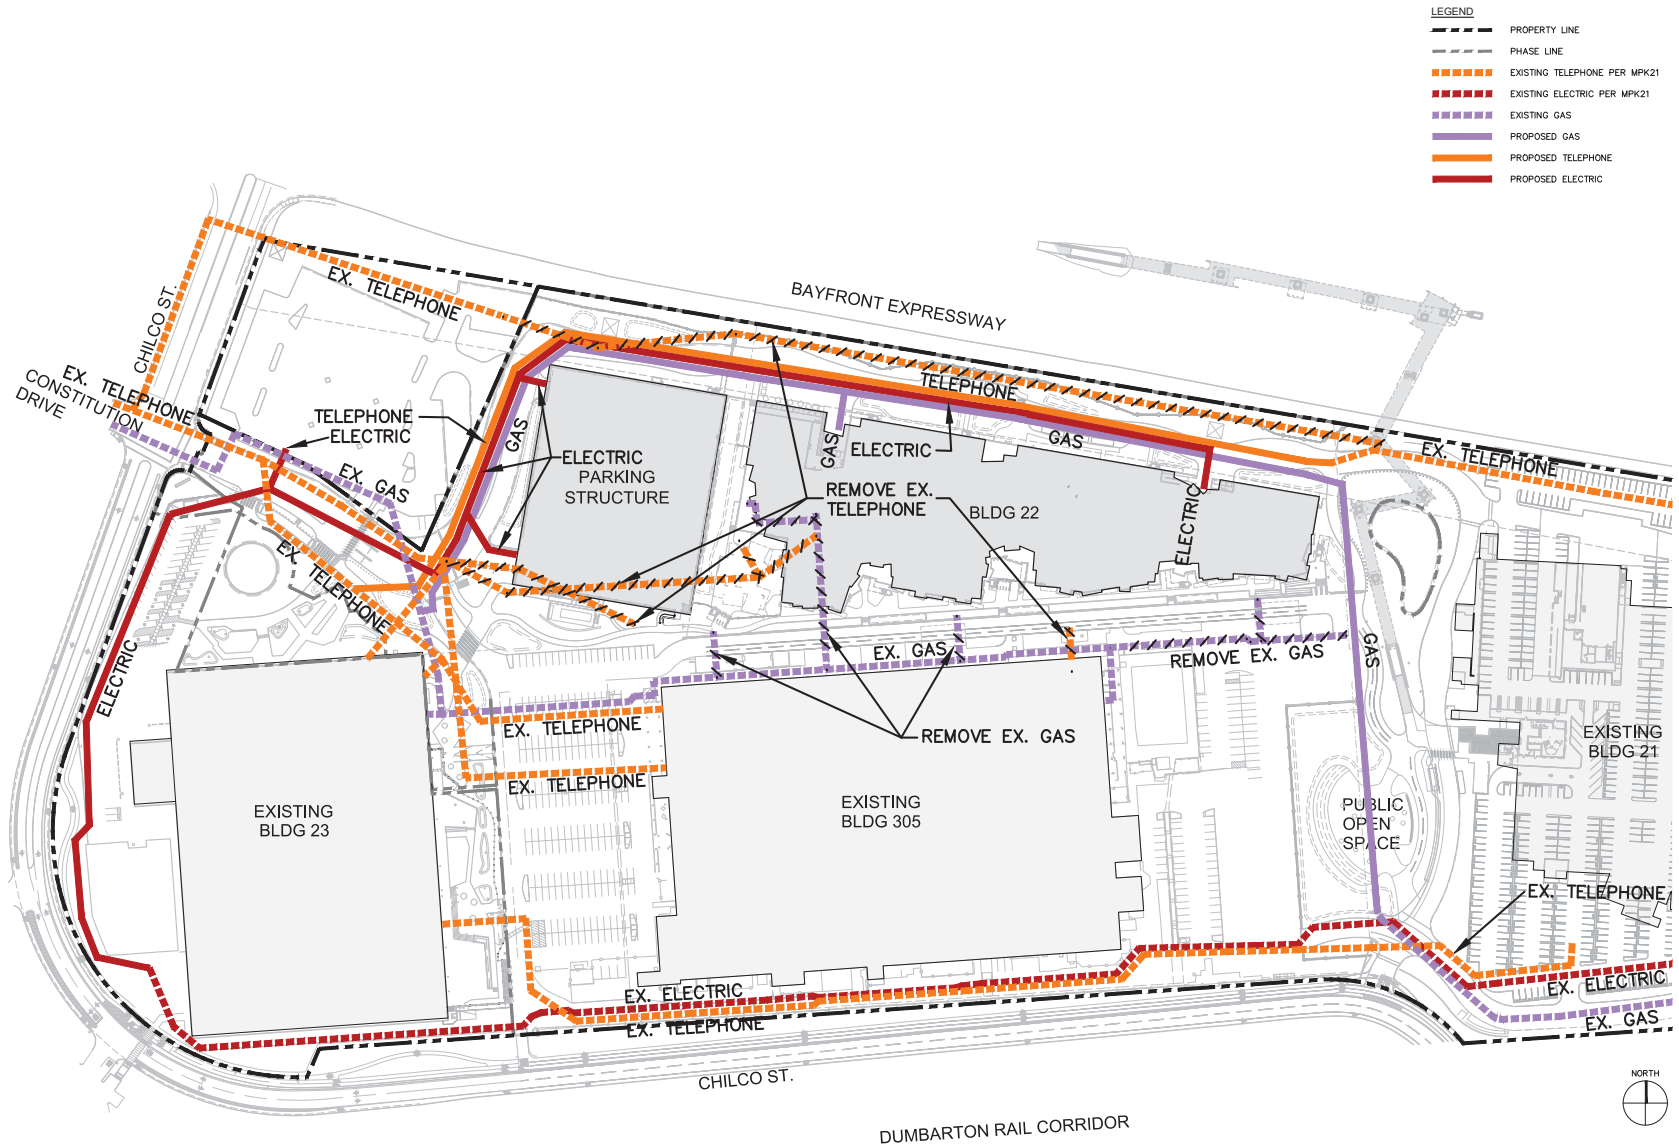 LEGEND
PROPERTY LINE
PHASE LINE
EXISTING TELEPHONE PER MPK21
EXISTING ELECTRIC PER MPK21
EXISTING GAS
PROPOSED GAS
PROPOSED TELEPHONE
PROPOSED ELECTRIC
CHILCO ST.
EX. TELEPHONE
BAYFRONT EXPRESSWAY
EX. TELEPHONE
CONSTITUTION
DRIVE
TELEPHONE
ELECTRIC
EX. GAS
GAS
TELEPHONE
GAS
GAS
ELECTRIC
ELECTRIC
PARKING
STRUCTURE
REMOVE EX.
TELEPHONE
BLDG 22
ELECTRIC
EX. TELEPHONE
EX. TELEPHONE
ELECTRIC
EX. GAS
REMOVE EX. GAS
GAS
EX. TELEPHONE
REMOVE EX. GAS
EXISTING
BLDG 21
EX. TELEPHONE
EXISTING
BLDG 23
EXISTING
BLDG 305
PUBLIC
OPEN
SPACE
EX. TELEPHONE
EX. ELECTRIC
EX. TELEPHONE
EX. ELECTRIC
EX. GAS
CHILCO ST.
DUMBARTON RAIL CORRIDOR
NORTH